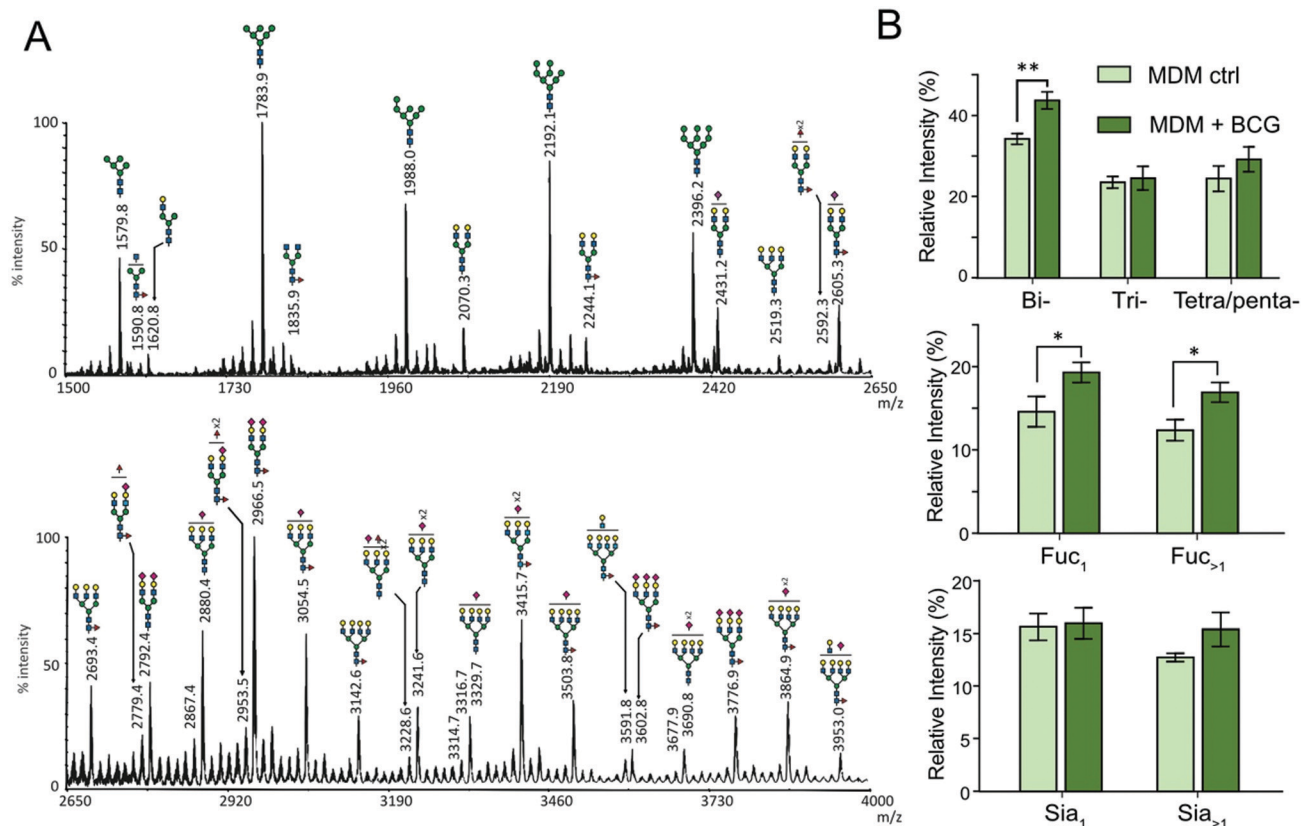 A
% intensity
100
50
0
1500
1730
1960
2190
2420
2650
m/z
1579.8
1590.8
1620.8
1783.9
1835.9
1988.0
2070.3
2192.1
2244.1
2396.2
2431.2
2519.3
x2
2592.3
2605.3
% intensity
100
50
0
2650
2920
3190
3460
3730
4000
m/z
2693.4
2779.4
2792.4
2867.4
2880.4
x2
2953.5
2966.5
3054.5
3142.6
3228.6
x2
3241.6
3314.7
3316.7
3329.7
x2
3415.7
3503.8
3591.8
3602.8
3677.9
x2
3690.8
3776.9
x2
3864.9
3953.0
B
MDM ctrl
MDM + BCG
Relative Intensity (%)
40
20
0
**
Bi-
Tri-
Tetra/penta-
Relative Intensity (%)
20
10
0
*
*
Fuc1
Fuc>1
Relative Intensity (%)
20
15
10
5
0
Sia1
Sia>1